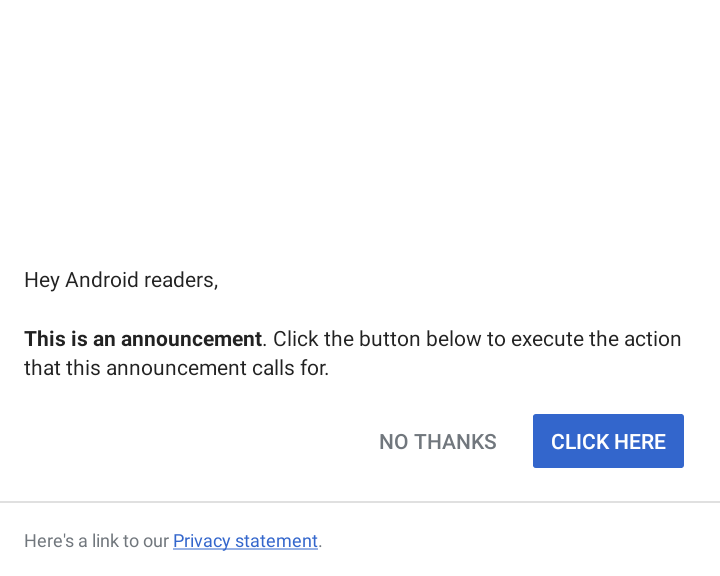 Hey Android readers,
This is an announcement. Click the button below to execute the action
that this announcement calls for.
NO THANKS
CLICK HERE
Here's a link to our Privacy statement.